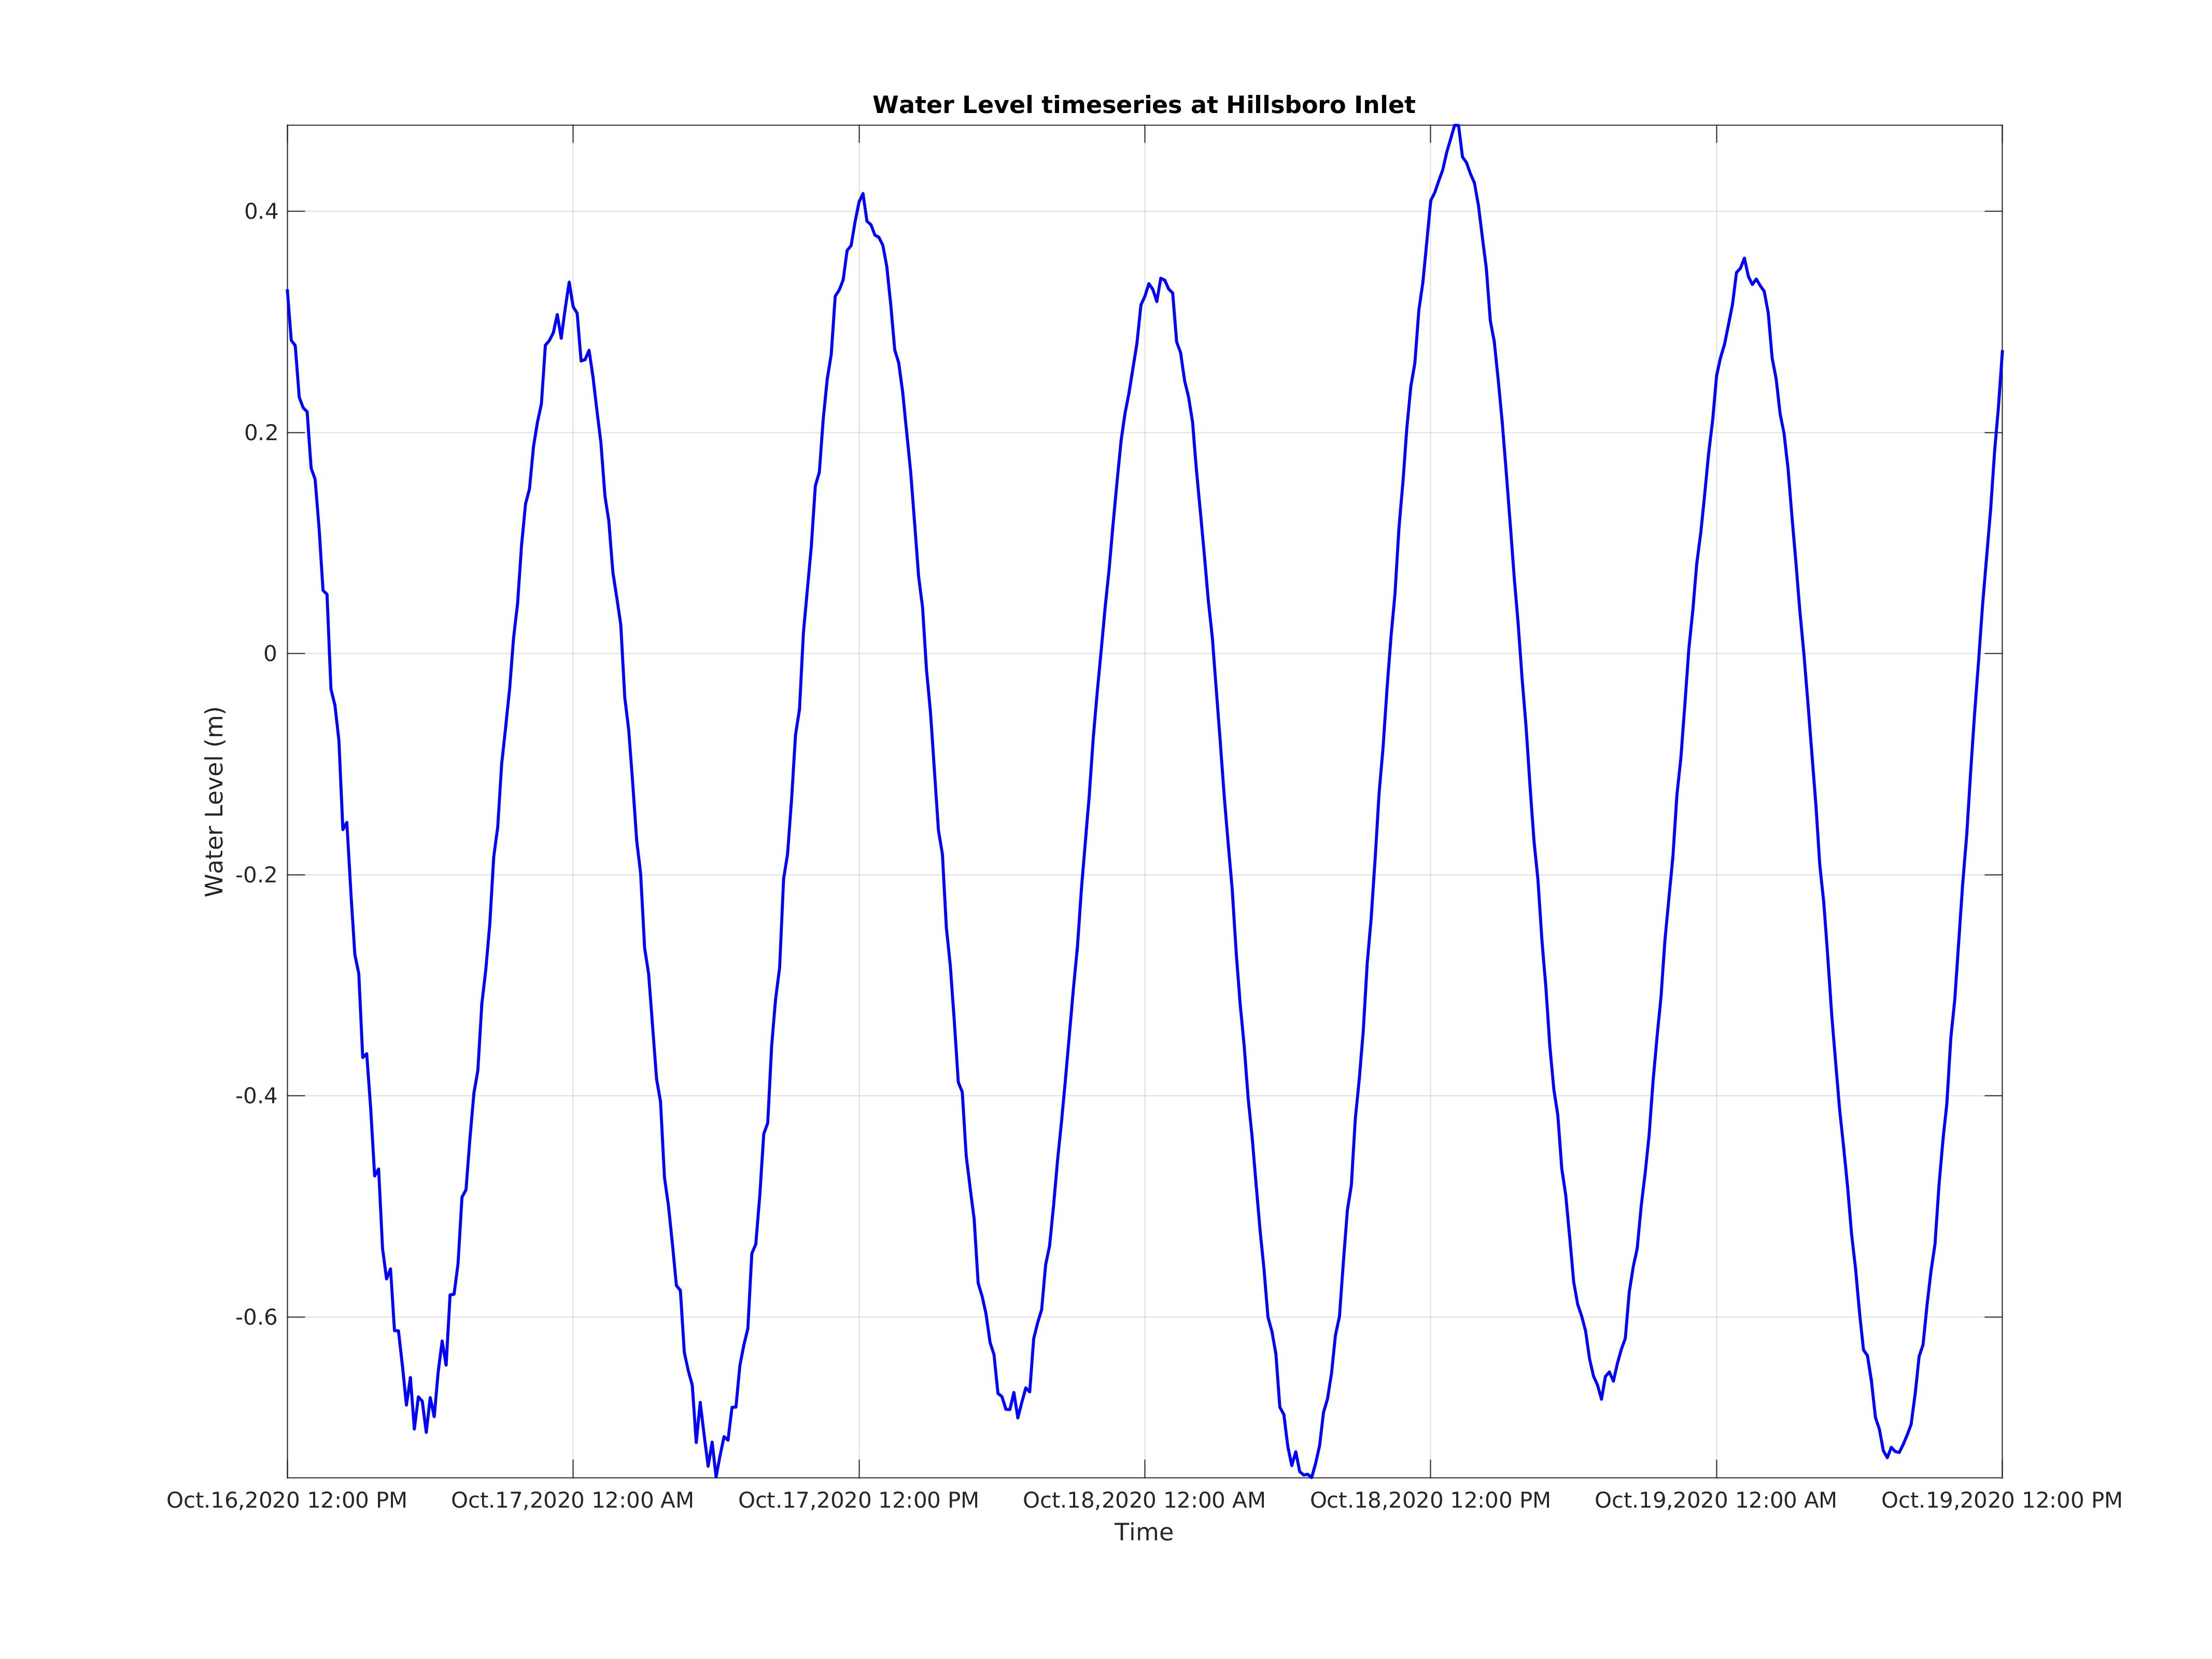 Water Level timeseries at Hillsboro Inlet
0.4
0.2
0
-0.2
-0.4
-0.6
Water Level (m)
Oct.16,2020 12:00 PM Oct.17,2020 12:00 AM Oct.17,2020 12:00 PM Oct.18,2020 12:00 AM Oct.18,2020 12:00 PM Oct.19,2020 12:00 AM Oct.19,2020 12:00 PM
Time